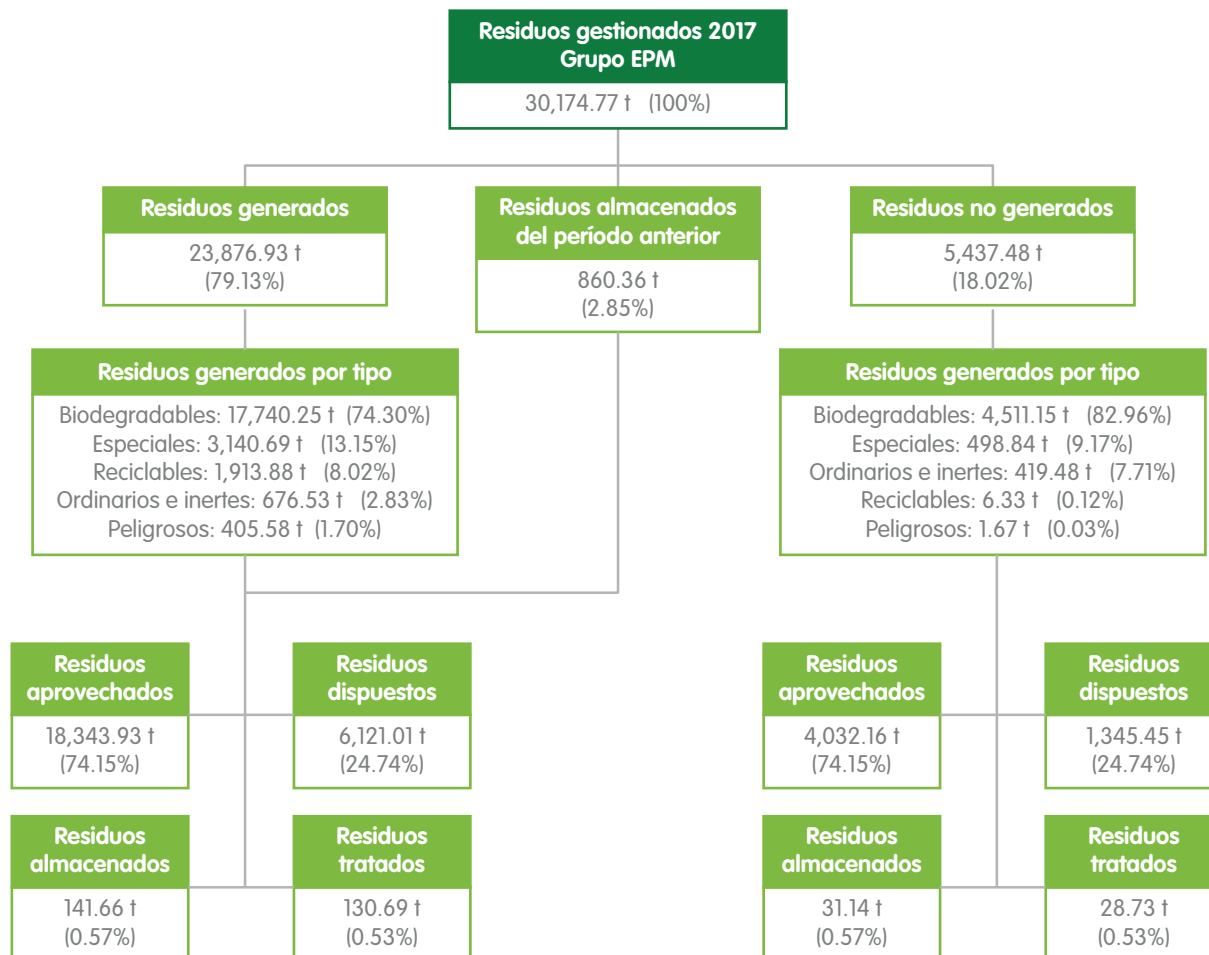 Residuos gestionados 2017
Grupo EPM
30,174.77 t (100%)
Residuos generados
23,876.93 t
(79.13%)
Residuos almacenados
del período anterior
860.36 t
(2.85%)
Residuos no generados
5,437.48 t
(18.02%)
Residuos generados por tipo
Biodegradables: 17,740.25 t (74.30%)
Especiales: 3,140.69 t (13.15%)
Reciclables: 1,913.88 t (8.02%)
Ordinarios e inertes: 676.53 t (2.83%)
Peligrosos: 405.58 t (1.70%)
Residuos generados por tipo
Biodegradables: 4,511.15 t (82.96%)
Especiales: 498.84 t (9.17%)
Ordinarios e inertes: 419.48 t (7.71%)
Reciclables: 6.33 t (0.12%)
Peligrosos: 1.67 t (0.03%)
Residuos
aprovechados
18,343.93 t
(74.15%)
Residuos
dispuestos
6,121.01 t
(24.74%)
Residuos
aprovechados
4,032.16 t
(74.15%)
Residuos
dispuestos
1,345.45 t
(24.74%)
Residuos
almacenados
141.66 t
(0.57%)
Residuos
tratados
130.69 t
(0.53%)
Residuos
almacenados
31.14 t
(0.57%)
Residuos
tratados
28.73 t
(0.53%)